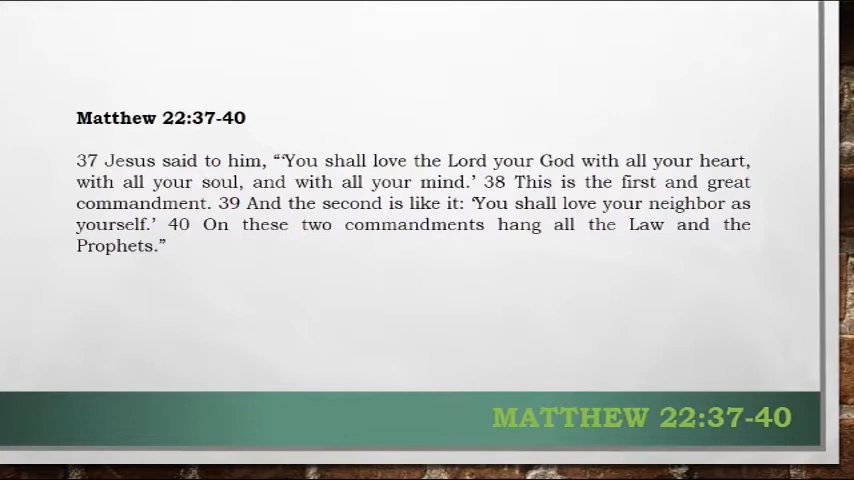 Matthew 22:37-40
37 Jesus said to him, “‘You shall love the Lord your God with all your heart,
with all your soul, and with all your mind.’ 38 This is the first and great
commandment. 39 And the second is like it: ‘You shall love your neighbor as
yourself.’ 40 On these two commandments hang all the Law and the
Prophets.”
MATTHEW 22:37-40